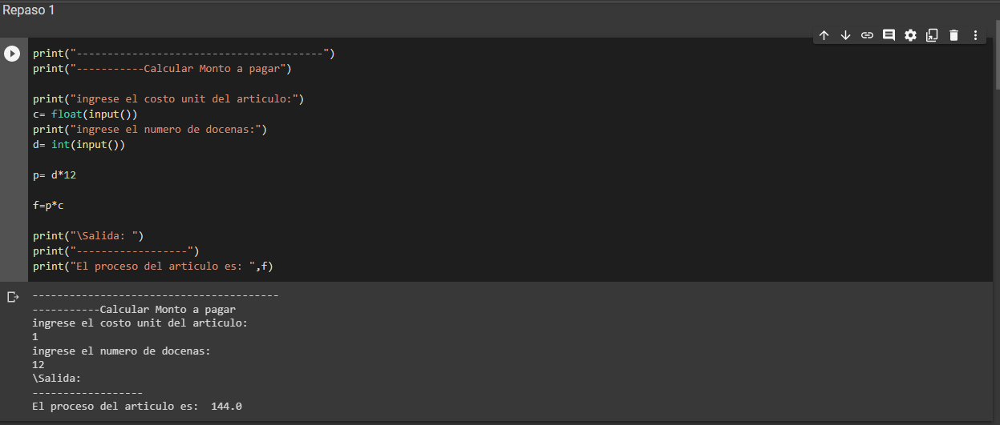 Repaso 1
print("----------------------------------------")
print("-----------Calcular Monto a pagar")
print("ingrese el costo unit del articulo:")
c= float(input())
print("ingrese el numero de docenas:")
d= int(input())
p= d*12
f=p*c
print("\Salida: ")
print("------------------")
print("El proceso del articulo es: ",f)
----------------------------------------
-----------Calcular Monto a pagar
ingrese el costo unit del articulo:
1
ingrese el numero de docenas:
12
\Salida:
------------------
El proceso del articulo es:  144.0